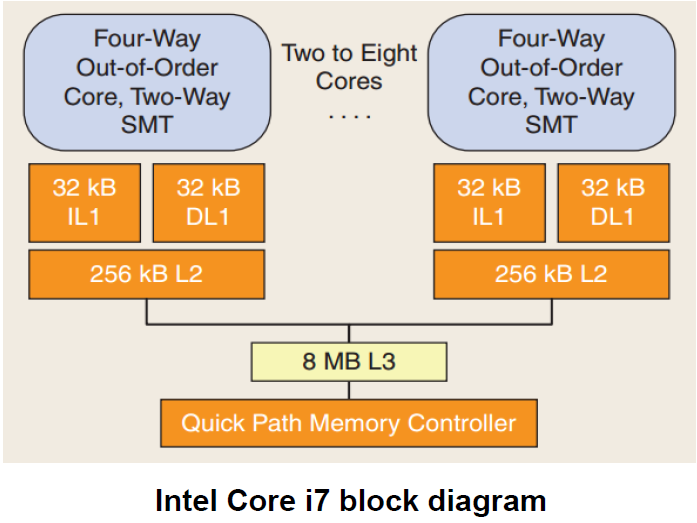 Four-Way
Out-of-Order
Core, Two-Way
SMT
Two to Eight
Cores
. . . .
Four-Way
Out-of-Order
Core, Two-Way
SMT
32 kB
IL1
32 kB
DL1
32 kB
IL1
32 kB
DL1
256 kB L2
256 kB L2
8 MB L3
Quick Path Memory Controller
Intel Core i7 block diagram